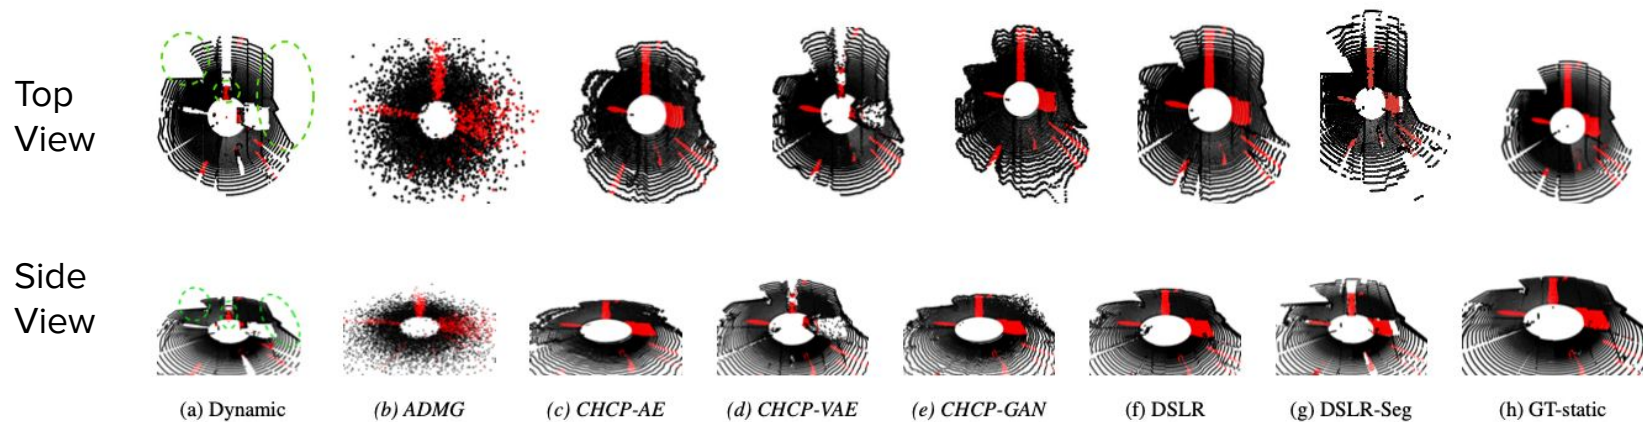 Top
View
Side
View
(a) Dynamic
(b) ADMG
(c) CHCP-AE
(d) CHCP-VAE
(e) CHCP-GAN
(f) DSLR
(g) DSLR-Seg
(h) GT-static